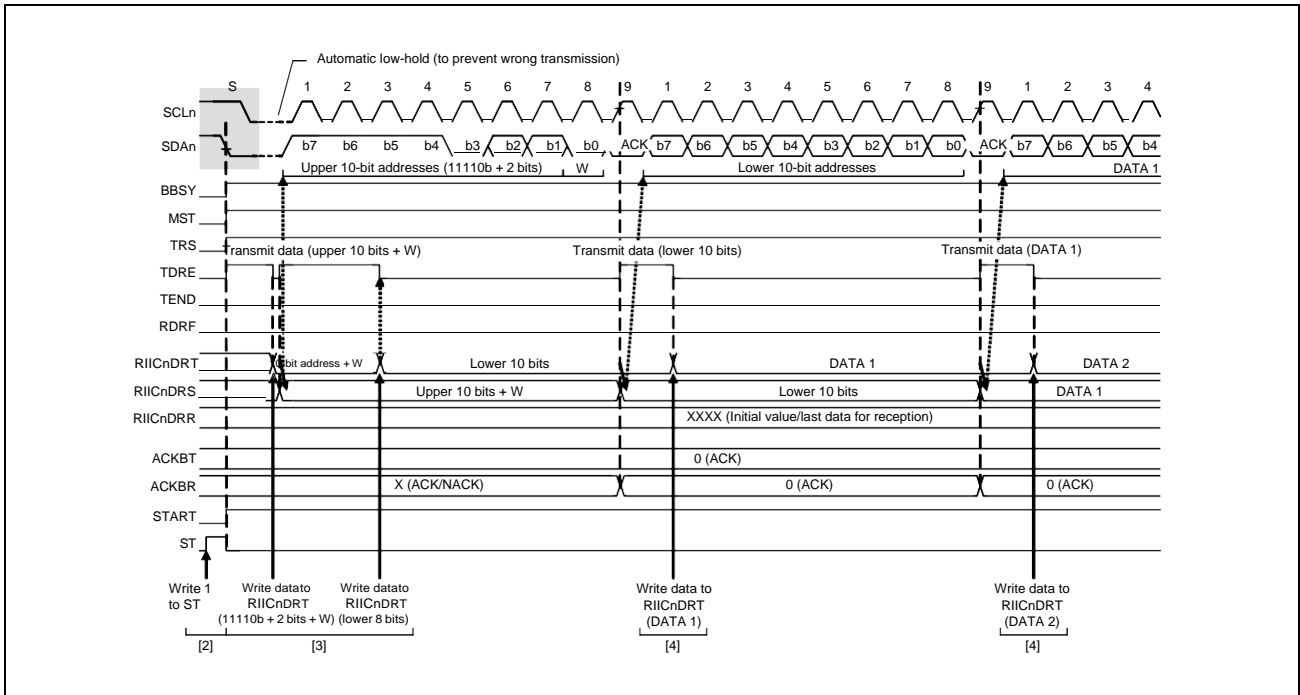 Automatic low-hold (to prevent wrong transmission)
S 1 2 3 4 5 6 7 8 9 1 2 3 4 5 6 7 8 9 1 2 3 4
SCLn
SDAn b7 b6 b5 b4 b3 b2 b1 b0 ACK b7 b6 b5 b4 b3 b2 b1 b0 ACK b7 b6 b5 b4
Upper 10-bit addresses (11110b + 2 bits) W Lower 10-bit addresses DATA 1
BBSY
MST
TRS
Transmit data (upper 10 bits + W) Transmit data (lower 10 bits) Transmit data (DATA 1)
TDRE
TEND
RDRF
RIICnDRT bit address + W Lower 10 bits DATA 1 DATA 2
RIICnDRS Upper 10 bits + W Lower 10 bits DATA 1
RIICnDRR XXXX (Initial value/last data for reception)
ACKBT 0 (ACK)
ACKBR X (ACK/NACK) 0 (ACK) 0 (ACK)
START
ST
Write 1 Write datato Write datato Write data to Write data to
to ST RIICnDRT RIICnDRT RIICnDRT RIICnDRT
(11110b + 2 bits + W) (lower 8 bits) (DATA 1) (DATA 2)
[2] [3] [4] [4]